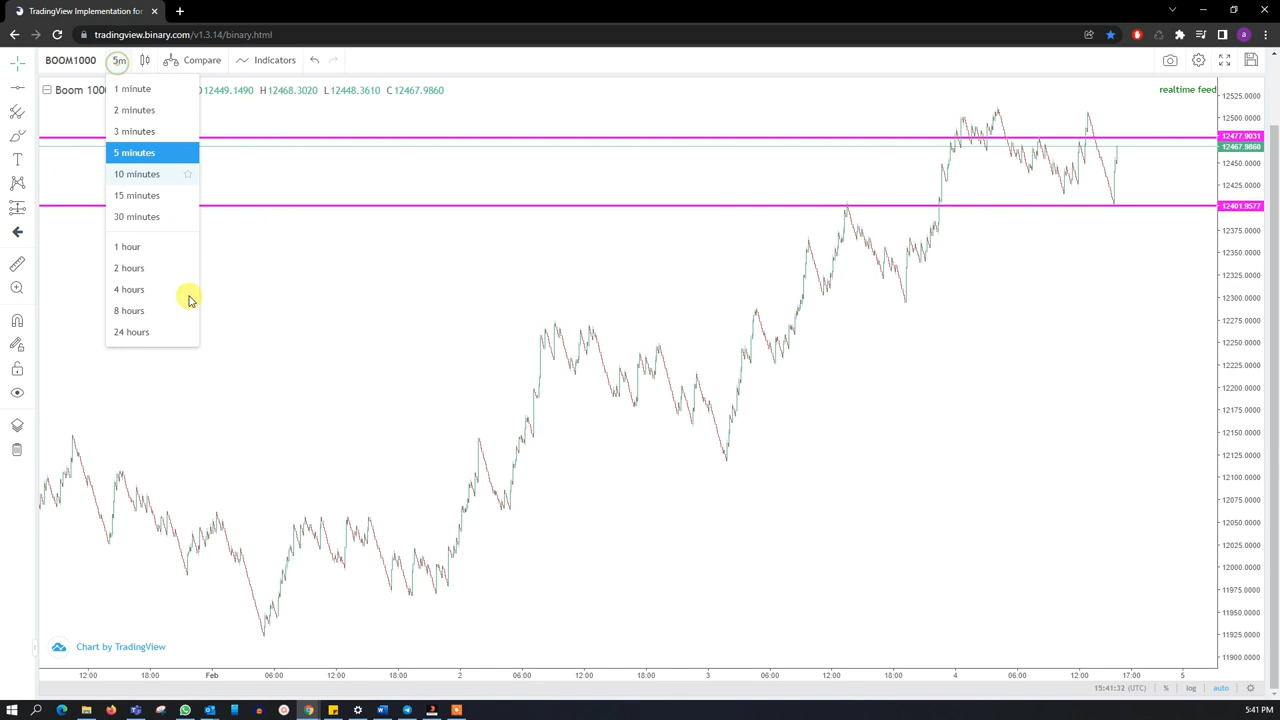 TradingView Implementation for
tradingview.binary.com/v1.3.14/binary.html
BOOM1000 5m Compare Indicators
Boom 100 12449.1490 H12468.3020 L12448.3610 C12467.9860
realtime feed
1 minute
2 minutes
3 minutes
5 minutes
10 minutes
15 minutes
30 minutes
1 hour
2 hours
4 hours
8 hours
24 hours
12525.0000
12500.0000
12477.9031
12467.9860
12450.0000
12425.0000
12401.9577
12375.0000
12350.0000
12325.0000
12300.0000
12275.0000
12250.0000
12225.0000
12200.0000
12175.0000
12150.0000
12125.0000
12100.0000
12075.0000
12050.0000
12025.0000
12000.0000
11975.0000
11950.0000
11925.0000
11900.0000
Chart by TradingView
12:00 18:00 Feb 06:00 12:00 18:00 2 06:00 12:00 18:00 3 06:00 12:00 18:00 4 06:00 12:00 17:00 5
15:41:32 (UTC) % log auto
5:41 PM